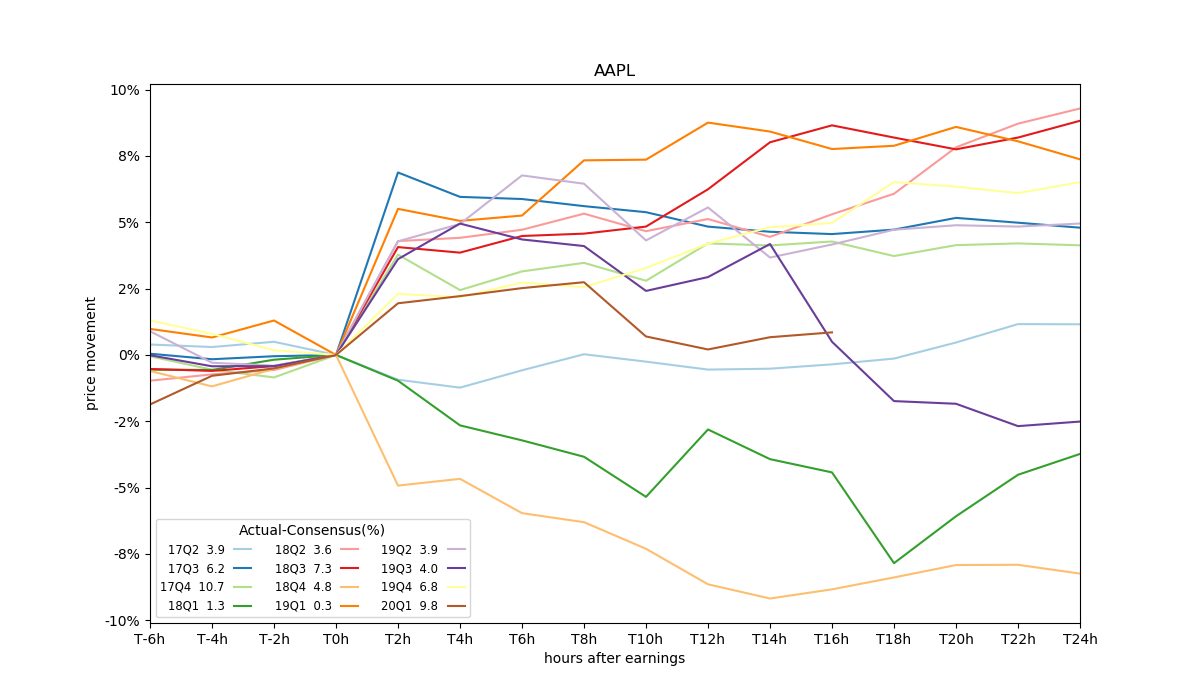 AAPL
10%
8%
5%
2%
0%
-2%
-5%
-8%
-10%
price movement
Actual-Consensus(%)
17Q2 3.9
17Q3 6.2
17Q4 10.7
18Q1 1.3
18Q2 3.6
18Q3 7.3
18Q4 4.8
19Q1 0.3
19Q2 3.9
19Q3 4.0
19Q4 6.8
20Q1 9.8
T-6h T-4h T-2h T0h T2h T4h T6h T8h T10h T12h T14h T16h T18h T20h T22h T24h
hours after earnings